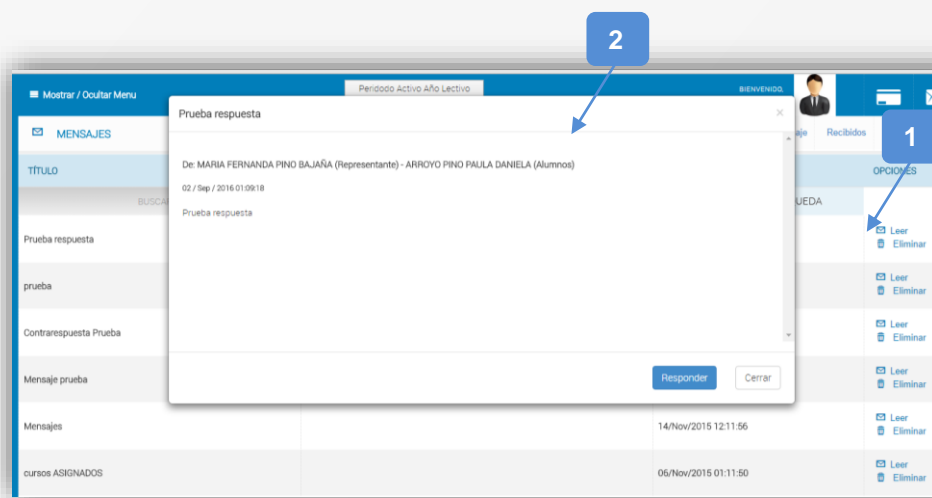 2
Mostrar / Ocultar Menu
Peridodo Activo Año Lectivo
BIENVENIDO,
Prueba respuesta
×
MENSAJES
aje
Recibidos
1
TÍTULO
De: MARIA FERNANDA PINO BAJAÑA (Representante) - ARROYO PINO PAULA DANIELA (Alumnos)
OPCIONES
02 / Sep / 2016 01:09:18
BUSCA
UEDA
Prueba respuesta
Prueba respuesta
Leer
Eliminar
prueba
Leer
Eliminar
Contrarespuesta Prueba
Leer
Eliminar
Mensaje prueba
Responder
Cerrar
Leer
Eliminar
Mensajes
14/Nov/2015 12:11:56
Leer
Eliminar
cursos ASIGNADOS
06/Nov/2015 01:11:50
Leer
Eliminar